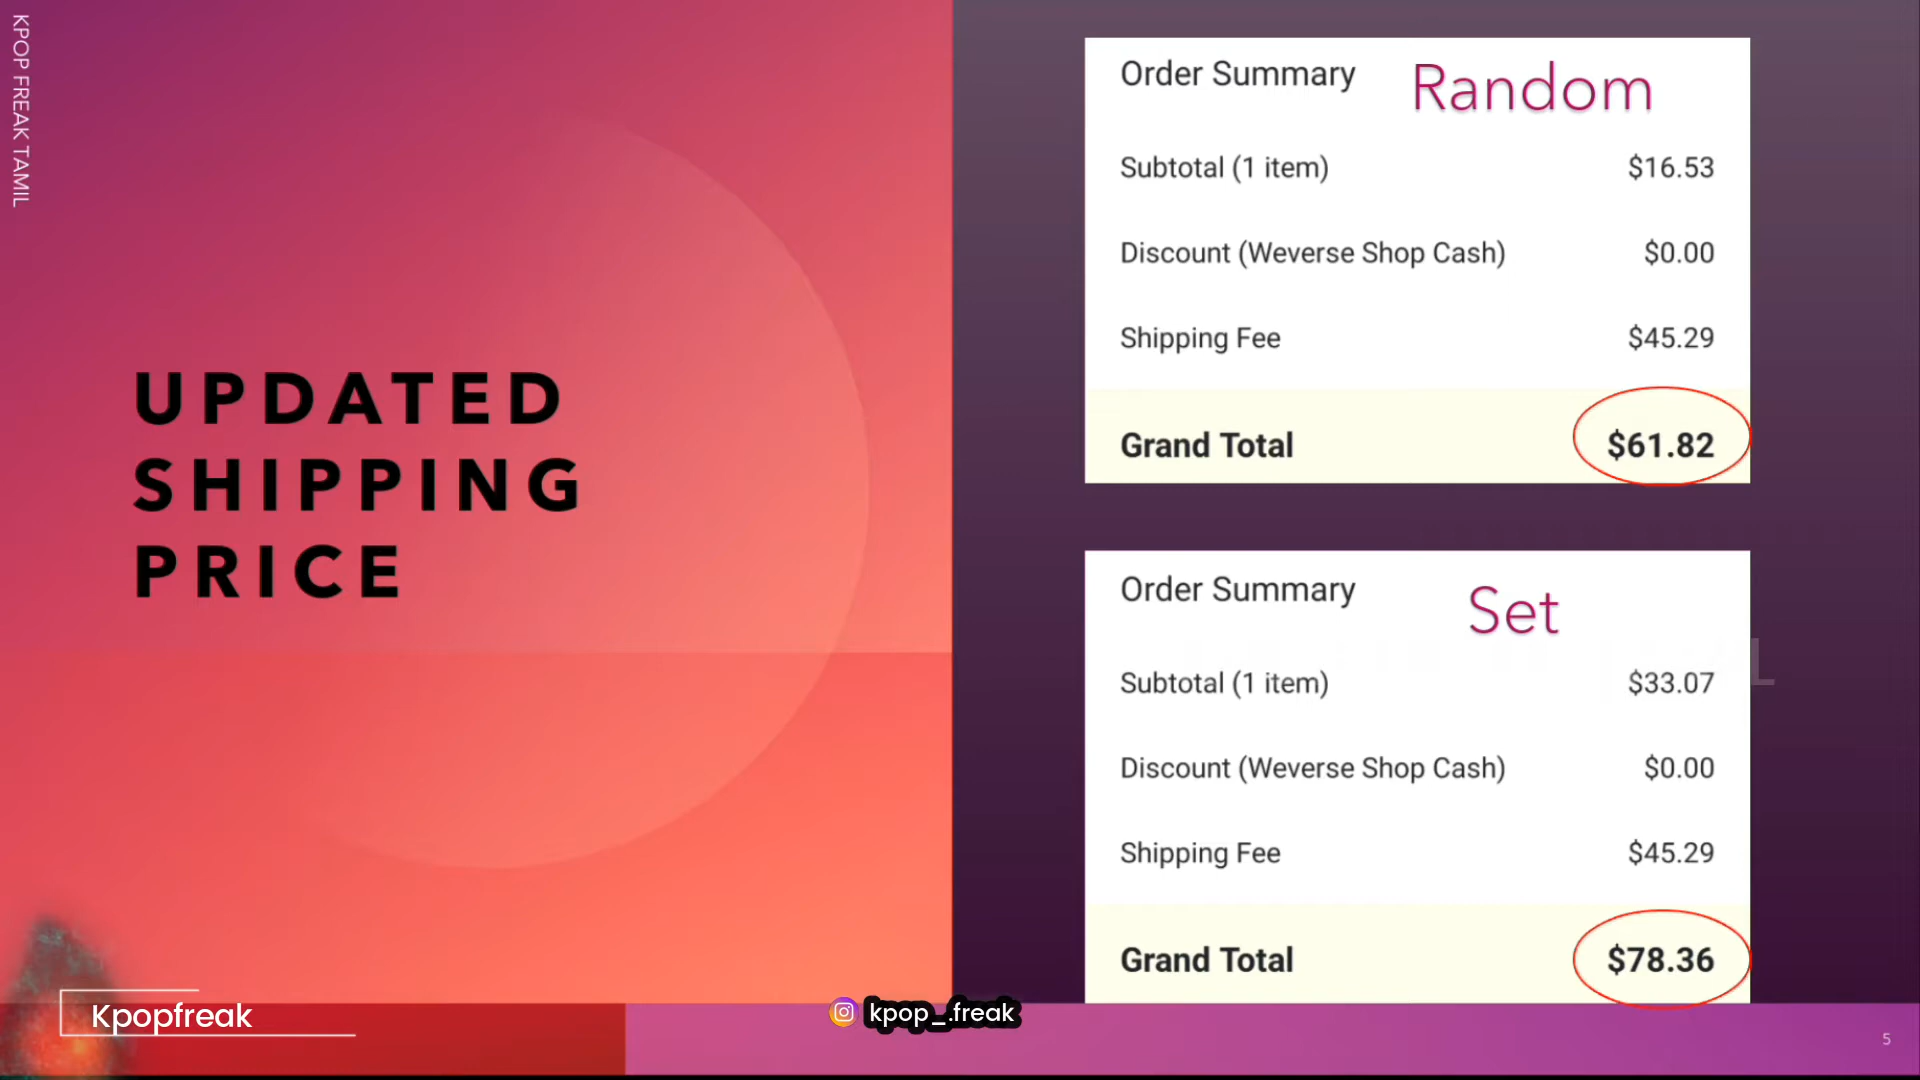 KPOP FREAK TAMIL
UPDATED
SHIPPING
PRICE
Order Summary
Random
Subtotal (1 item) $16.53
Discount (Weverse Shop Cash) $0.00
Shipping Fee $45.29
Grand Total $61.82
Order Summary
Set
Subtotal (1 item) $33.07
Discount (Weverse Shop Cash) $0.00
Shipping Fee $45.29
Grand Total $78.36
Kpopfreak
kpop_.freak
5